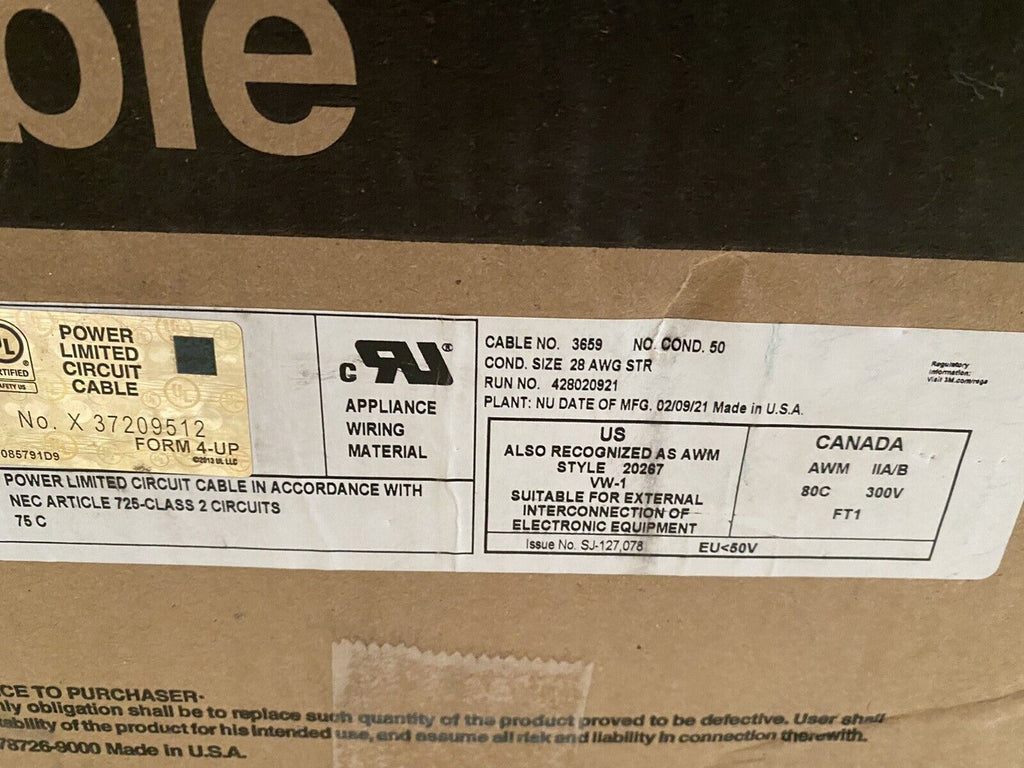 ble
UL
POWER
LIMITED
CIRCUIT
CABLE
No. X 37209512
FORM 4-UP
085791D9
©2013 UL LLC
POWER LIMITED CIRCUIT CABLE IN ACCORDANCE WITH
NEC ARTICLE 725-CLASS 2 CIRCUITS
75 C
c RU ®
APPLIANCE
WIRING
MATERIAL
CABLE NO. 3659 NO. COND. 50
COND. SIZE 28 AWG STR
RUN NO. 428020921
PLANT: NU DATE OF MFG. 02/09/21 Made in U.S.A.
US
ALSO RECOGNIZED AS AWM
STYLE 20267
VW-1
SUITABLE FOR EXTERNAL
INTERCONNECTION OF
ELECTRONIC EQUIPMENT
Issue No. SJ-127,078 EU<50V
CANADA
AWM IIA/B
80C 300V
FT1
Regulatory
Information:
Visit 3M.com/regs
CE TO PURCHASER-
nly obligation shall be to replace such quantity of the product proved to be defective. User shall
ability of the product for his intended use, and assume all risk and liability in connection therewith.
78726-9000 Made in U.S.A.